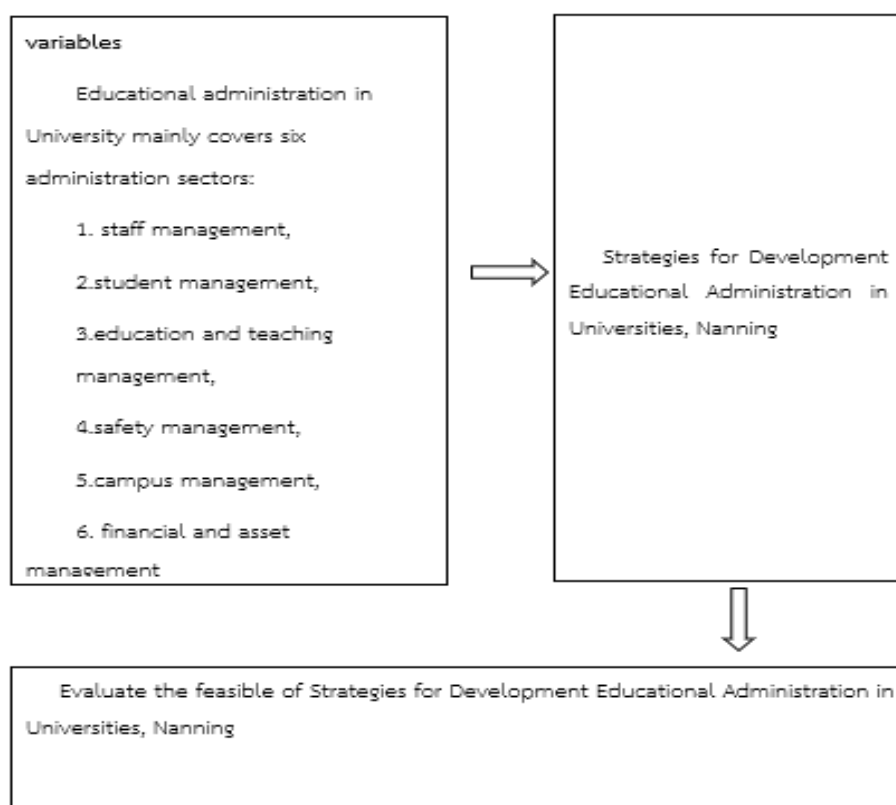 variables
Educational administration in
University mainly covers six
administration sectors:
1. staff management,
2.student management,
3.education and teaching
management,
4.safety management,
5.campus management,
6. financial and asset
management
Strategies for Development
Educational Administration in
Universities, Nanning
Evaluate the feasible of Strategies for Development Educational Administration in
Universities, Nanning